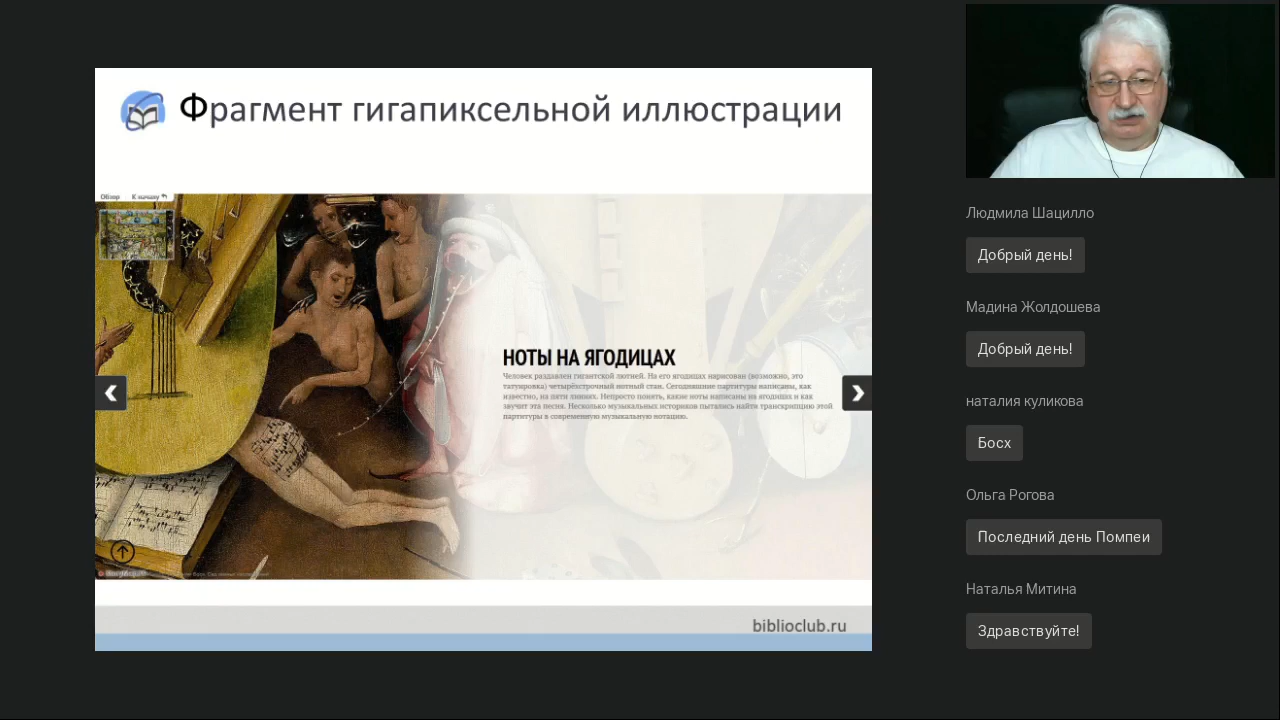 Фрагмент гигапиксельной иллюстрации
Обзор К началу
НОТЫ НА ЯГОДИЦАХ
Человек раздавлен гигантской лютней. На его ягодицах нарисован (возможно, это
татуировка) четырёхстрочный нотный стан. Сегодняшние партитуры написаны, как
известно, на пяти линиях. Непросто понять, какие ноты написаны на ягодицах и как
звучит эта песня. Несколько музыкальных историков пытались найти транскрипцию этой
партитуры в современную музыкальную нотацию.
biblioclub.ru
Людмила Шацилло
Добрый день!
Мадина Жолдошева
Добрый день!
наталия куликова
Босх
Ольга Рогова
Последний день Помпеи
Наталья Митина
Здравствуйте!